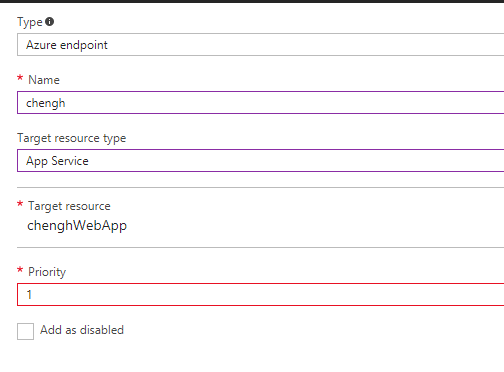 Type
Azure endpoint
* Name
chengh
Target resource type
App Service
* Target resource
chenghWebApp
* Priority
1
Add as disabled